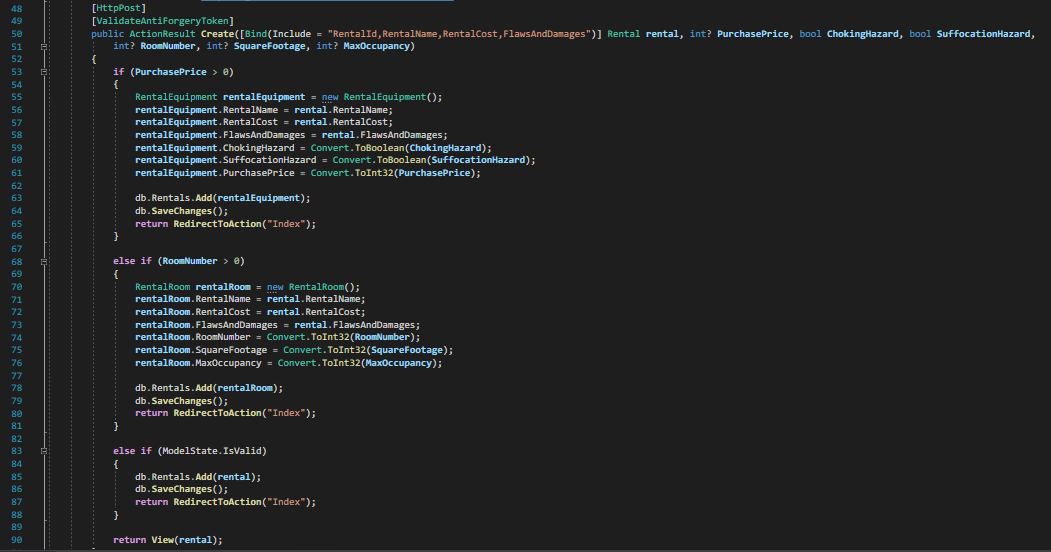 48 [HttpPost]
49 [ValidateAntiForgeryToken]
50 public ActionResult Create([Bind(Include = "RentalId,RentalName,RentalCost,FlawsAndDamages")] Rental rental, int? PurchasePrice, bool ChokingHazard, bool SuffocationHazard,
51 int? RoomNumber, int? SquareFootage, int? MaxOccupancy)
52 {
53 if (PurchasePrice > 0)
54 {
55 RentalEquipment rentalEquipment = new RentalEquipment();
56 rentalEquipment.RentalName = rental.RentalName;
57 rentalEquipment.RentalCost = rental.RentalCost;
58 rentalEquipment.FlawsAndDamages = rental.FlawsAndDamages;
59 rentalEquipment.ChokingHazard = Convert.ToBoolean(ChokingHazard);
60 rentalEquipment.SuffocationHazard = Convert.ToBoolean(SuffocationHazard);
61 rentalEquipment.PurchasePrice = Convert.ToInt32(PurchasePrice);
62
63 db.Rentals.Add(rentalEquipment);
64 db.SaveChanges();
65 return RedirectToAction("Index");
66 }
67
68 else if (RoomNumber > 0)
69 {
70 RentalRoom rentalRoom = new RentalRoom();
71 rentalRoom.RentalName = rental.RentalName;
72 rentalRoom.RentalCost = rental.RentalCost;
73 rentalRoom.FlawsAndDamages = rental.FlawsAndDamages;
74 rentalRoom.RoomNumber = Convert.ToInt32(RoomNumber);
75 rentalRoom.SquareFootage = Convert.ToInt32(SquareFootage);
76 rentalRoom.MaxOccupancy = Convert.ToInt32(MaxOccupancy);
77
78 db.Rentals.Add(rentalRoom);
79 db.SaveChanges();
80 return RedirectToAction("Index");
81 }
82
83 else if (ModelState.IsValid)
84 {
85 db.Rentals.Add(rental);
86 db.SaveChanges();
87 return RedirectToAction("Index");
88 }
89
90 return View(rental);